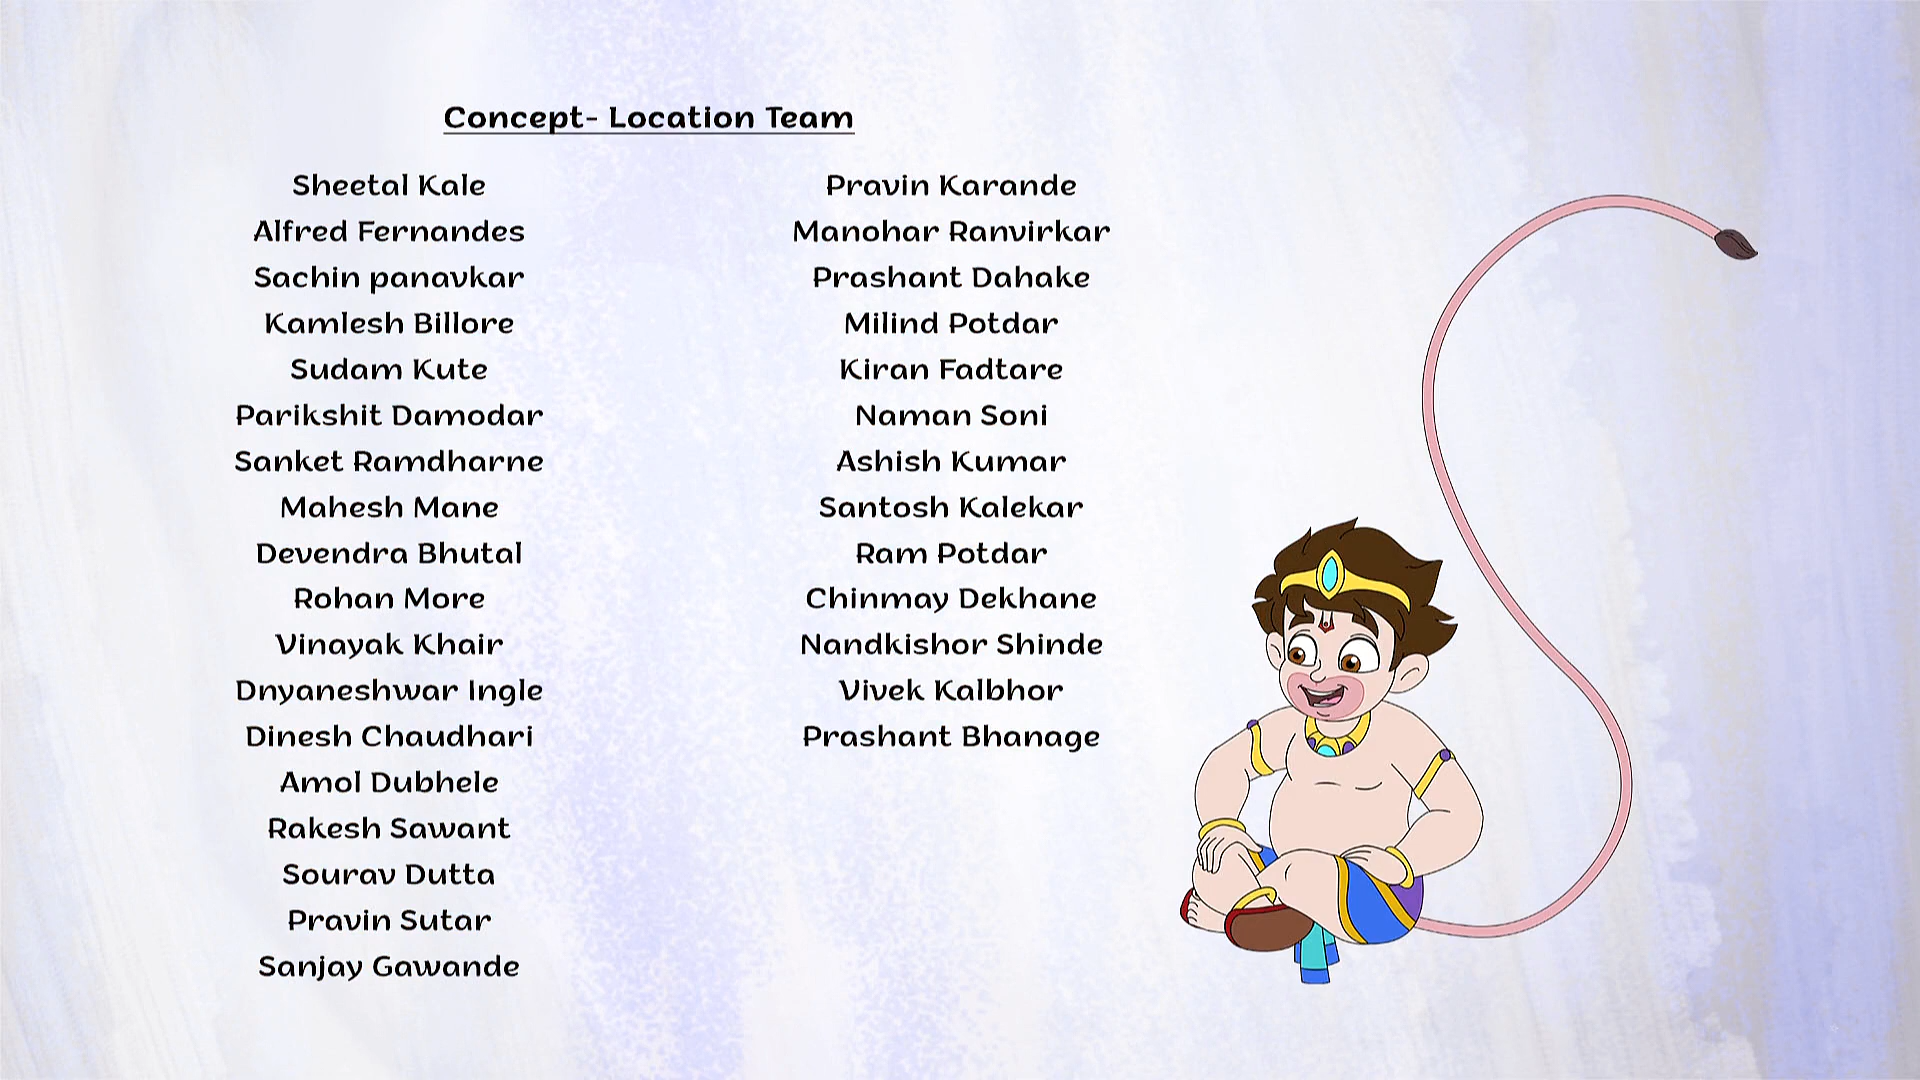 Concept- Location Team
Sheetal Kale
Alfred Fernandes
Sachin panavkar
Kamlesh Billore
Sudam Kute
Parikshit Damodar
Sanket Ramdharne
Mahesh Mane
Devendra Bhutal
Rohan More
Vinayak Khair
Dnyaneshwar Ingle
Dinesh Chaudhari
Amol Dubhele
Rakesh Sawant
Sourav Dutta
Pravin Sutar
Sanjay Gawande
Pravin Karande
Manohar Ranvirkar
Prashant Dahake
Milind Potdar
Kiran Fadtare
Naman Soni
Ashish Kumar
Santosh Kalekar
Ram Potdar
Chinmay Dekhane
Nandkishor Shinde
Vivek Kalbhor
Prashant Bhanage